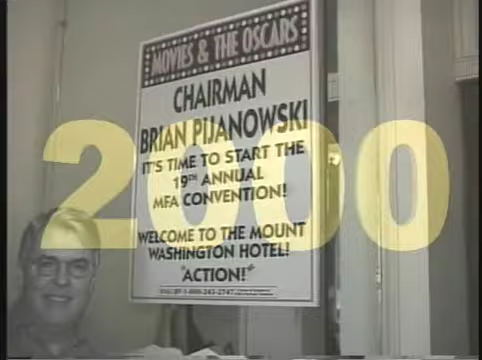 MOVIES & THE OSCARS
CHAIRMAN
BRIAN PIJANOWSKI
IT'S TIME TO START THE
19TH ANNUAL
MFA CONVENTION!
WELCOME TO THE MOUNT
WASHINGTON HOTEL!
"ACTION!"
2000